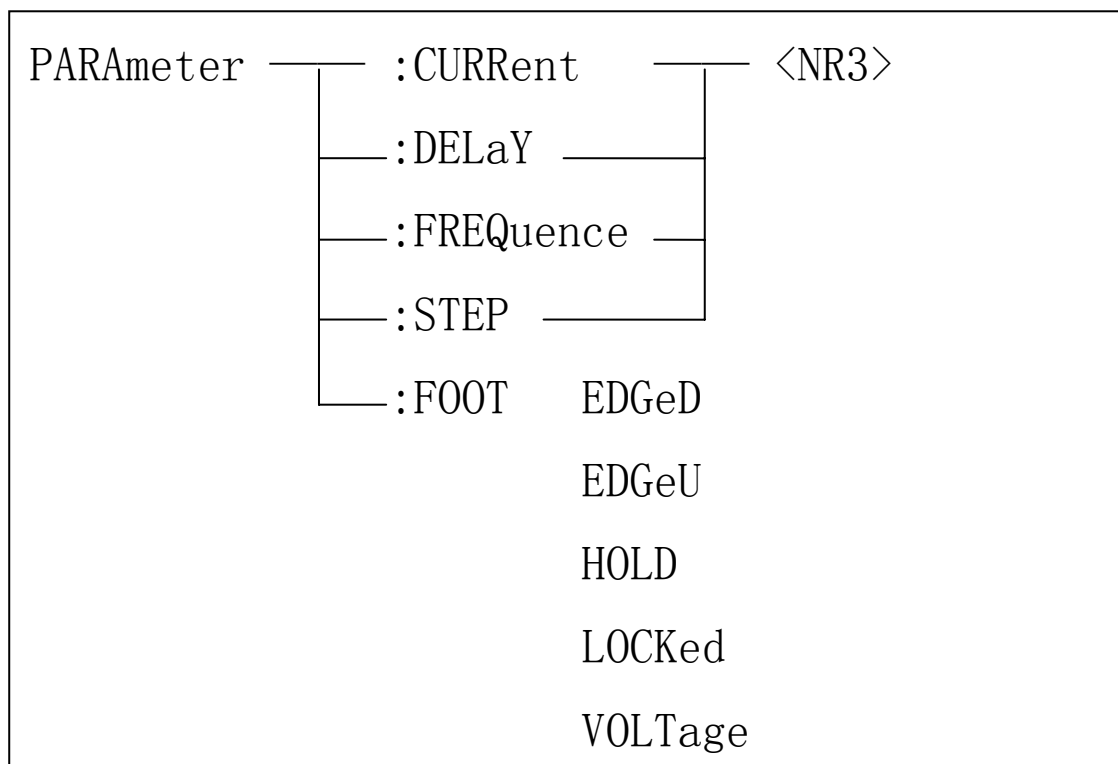 PARAmeter :CURRent <NR3>
:DELaY
:FREQuence
:STEP
:FOOT EDGeD
EDGeU
HOLD
LOCKed
VOLTage